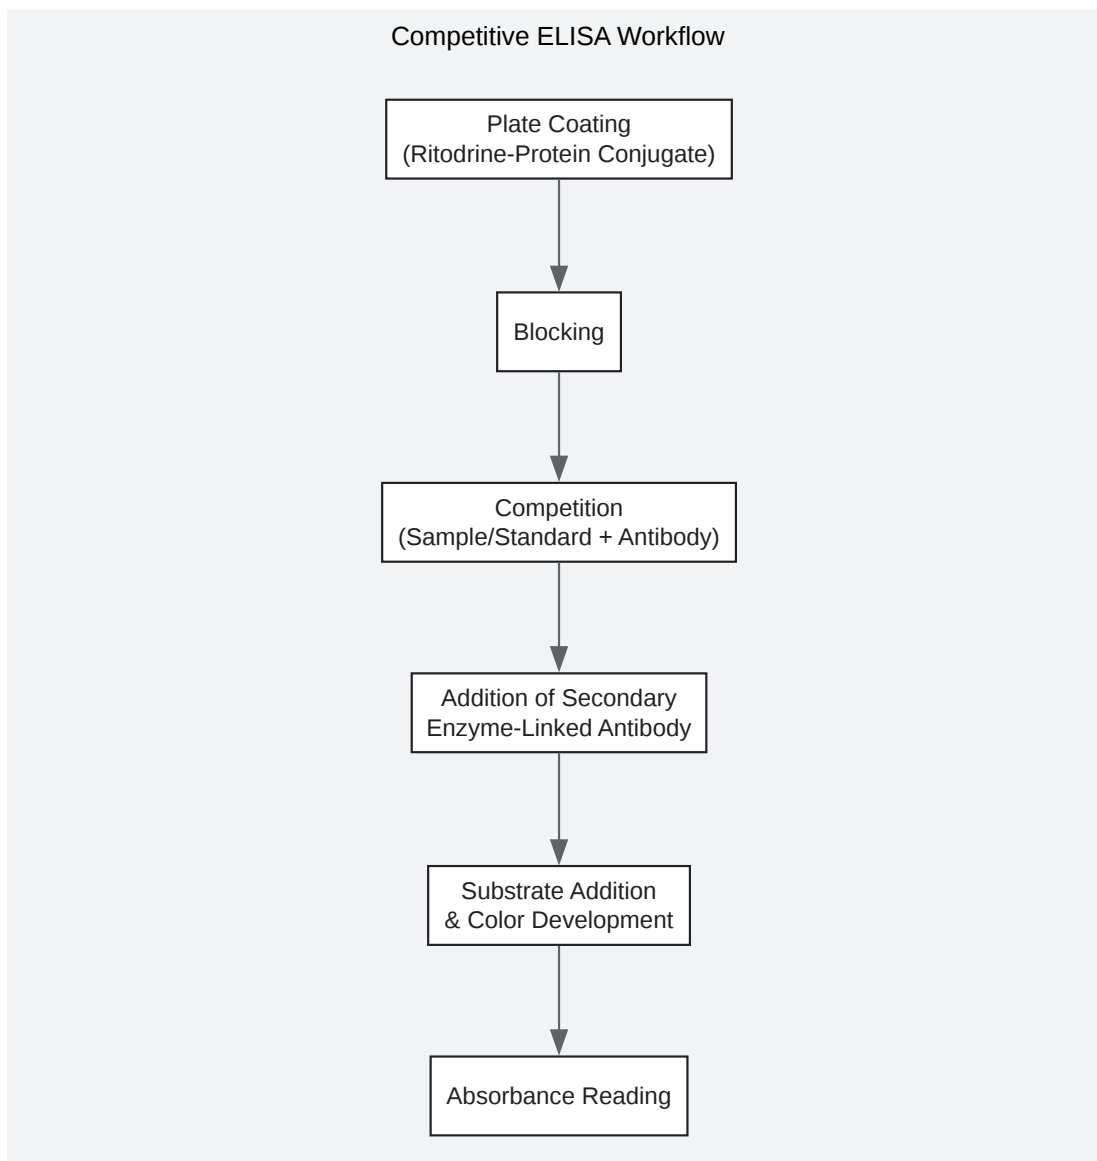 Competitive ELISA Workflow
Plate Coating
(Ritodrine-Protein Conjugate)
Blocking
Competition
(Sample/Standard + Antibody)
Addition of Secondary
Enzyme-Linked Antibody
Substrate Addition
& Color Development
Absorbance Reading